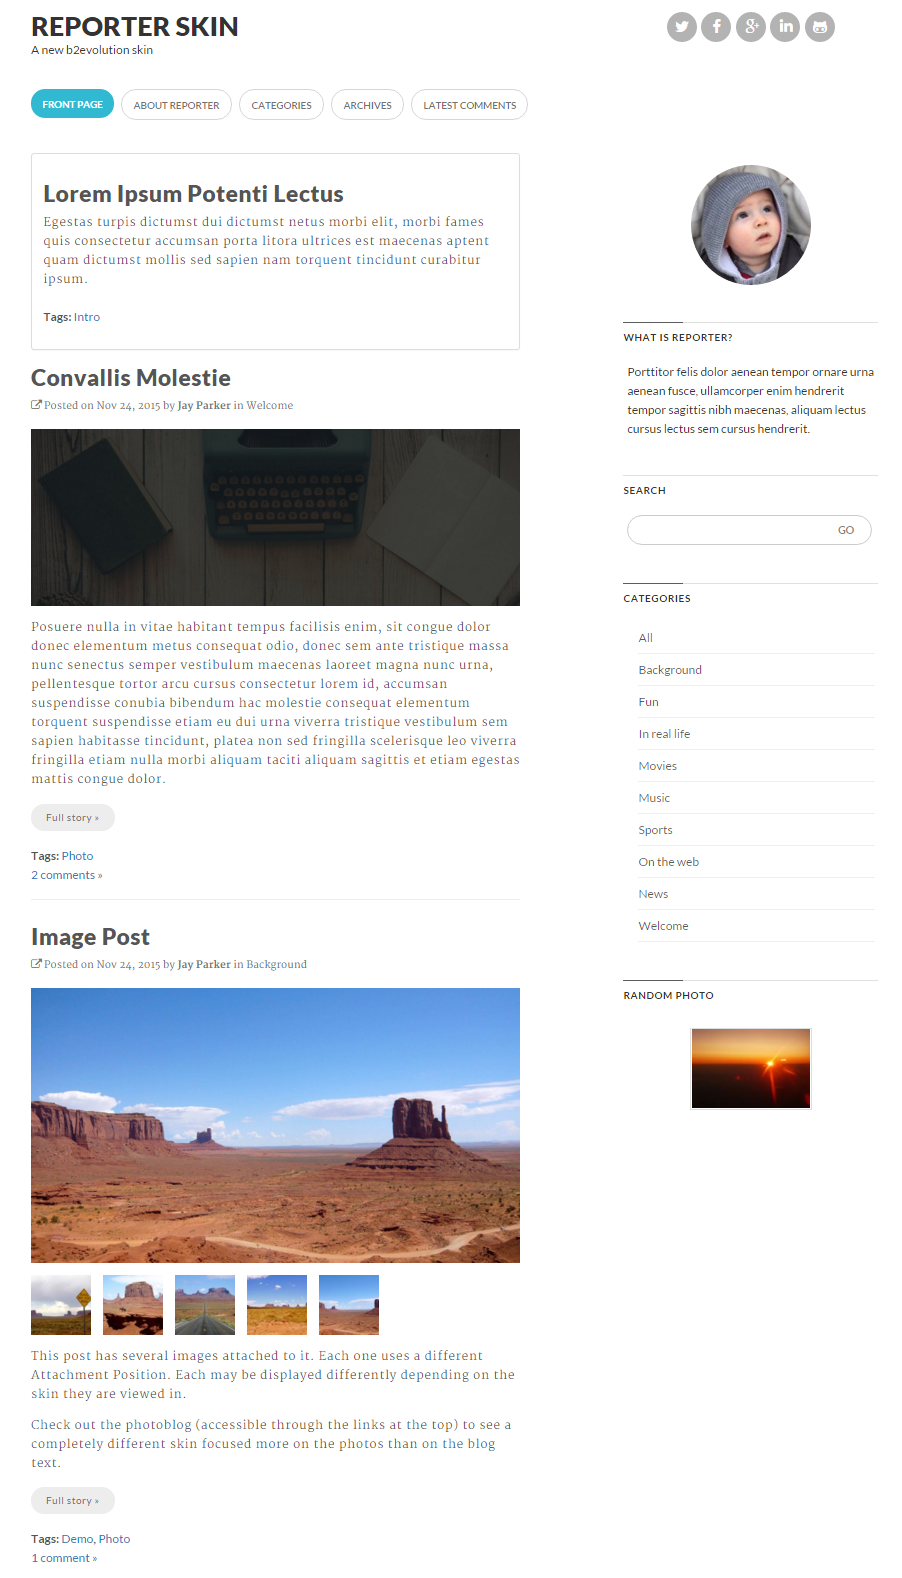 REPORTER SKIN
A new b2evolution skin
FRONT PAGE
ABOUT REPORTER
CATEGORIES
ARCHIVES
LATEST COMMENTS
Lorem Ipsum Potenti Lectus
Egestas turpis dictumst dui dictumst netus morbi elit, morbi fames
quis consectetur accumsan porta litora ultrices est maecenas aptent
quam dictumst mollis sed sapien nam torquent tincidunt curabitur
ipsum.
Tags: Intro
Convallis Molestie
Posted on Nov 24, 2015 by Jay Parker in Welcome
Posuere nulla in vitae habitant tempus facilisis enim, sit congue dolor
donec elementum metus consequat odio, donec sem ante tristique massa
nunc senectus semper vestibulum maecenas laoreet magna nunc urna,
pellentesque tortor arcu cursus consectetur lorem id, accumsan
suspendisse conubia bibendum hac molestie consequat elementum
torquent suspendisse etiam eu dui urna viverra tristique vestibulum sem
sapien habitasse tincidunt, platea non sed fringilla scelerisque leo viverra
fringilla etiam nulla morbi aliquam taciti aliquam sagittis et etiam egestas
mattis congue dolor.
Full story »
Tags: Photo
2 comments »
Image Post
Posted on Nov 24, 2015 by Jay Parker in Background
This post has several images attached to it. Each one uses a different
Attachment Position. Each may be displayed differently depending on the
skin they are viewed in.
Check out the photoblog (accessible through the links at the top) to see a
completely different skin focused more on the photos than on the blog
text.
Full story »
Tags: Demo, Photo
1 comment »
WHAT IS REPORTER?
Porttitor felis dolor aenean tempor ornare urna
aenean fusce, ullamcorper enim hendrerit
tempor sagittis nibh maecenas, aliquam lectus
cursus lectus sem cursus hendrerit.
SEARCH
GO
CATEGORIES
All
Background
Fun
In real life
Movies
Music
Sports
On the web
News
Welcome
RANDOM PHOTO